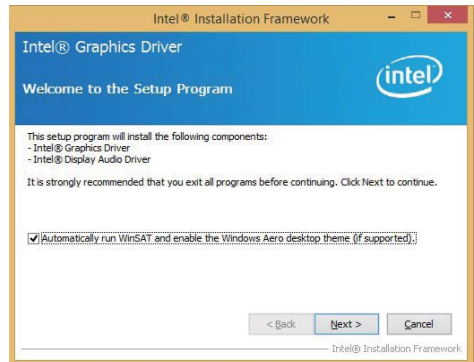 Intel® Installation Framework
Intel® Graphics Driver
Welcome to the Setup Program
intel
This setup program will install the following components:
- Intel® Graphics Driver
- Intel® Display Audio Driver
It is strongly recommended that you exit all programs before continuing. Click Next to continue.
Automatically run WinSAT and enable the Windows Aero desktop theme (if supported).
< Back Next > Cancel
Intel® Installation Framework